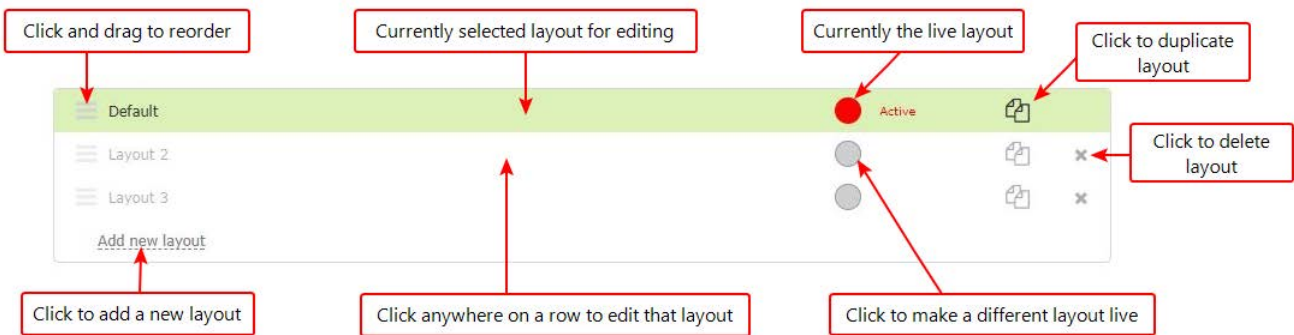 Click and drag to reorder
Currently selected layout for editing
Currently the live layout
Click to duplicate
layout
Default
Active
Layout 2
Click to delete
layout
Layout 3
Add new layout
Click to add a new layout
Click anywhere on a row to edit that layout
Click to make a different layout live